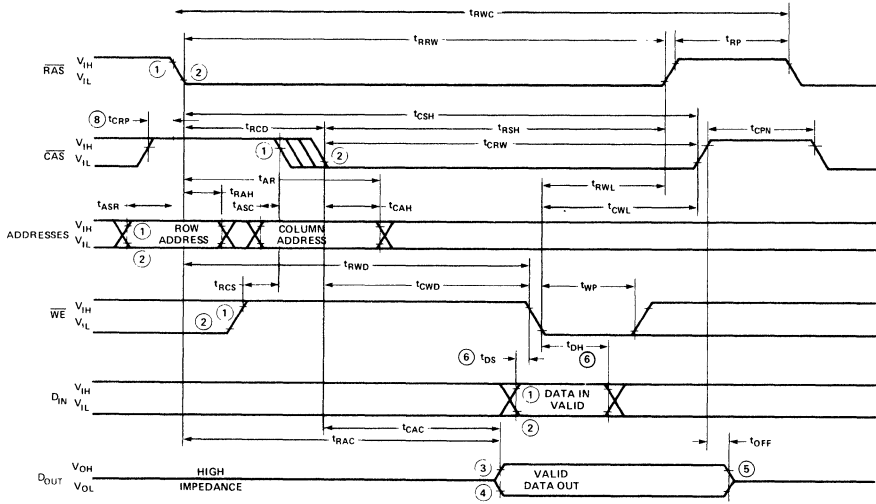 tRWC
tRRW
tRP
RAS VIH VIL
1 2
tCSH
8 tCRP
tRCD
tRSH
tCPN
tCRW
CAS VIH VIL
1 2
tAR
tRWL
tRAH
tASR
tASC
tCAH
tCWL
ADDRESSES VIH VIL
1 ROW ADDRESS
COLUMN ADDRESS
2
tRWD
tRCS
tCWD
tWP
WE VIH VIL
2 1
tDH
6 tDS
6
DIN VIH VIL
1 DATA IN VALID
2
tCAC
tRAC
tOFF
DOUT VOH VOL
HIGH IMPEDANCE
3 VALID DATA OUT
4
5